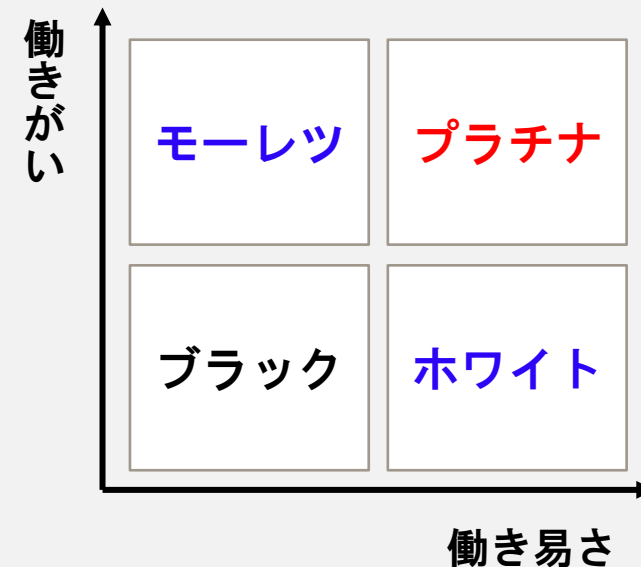 働きがい
モーレツ
プラチナ
ブラック
ホワイト
働き易さ